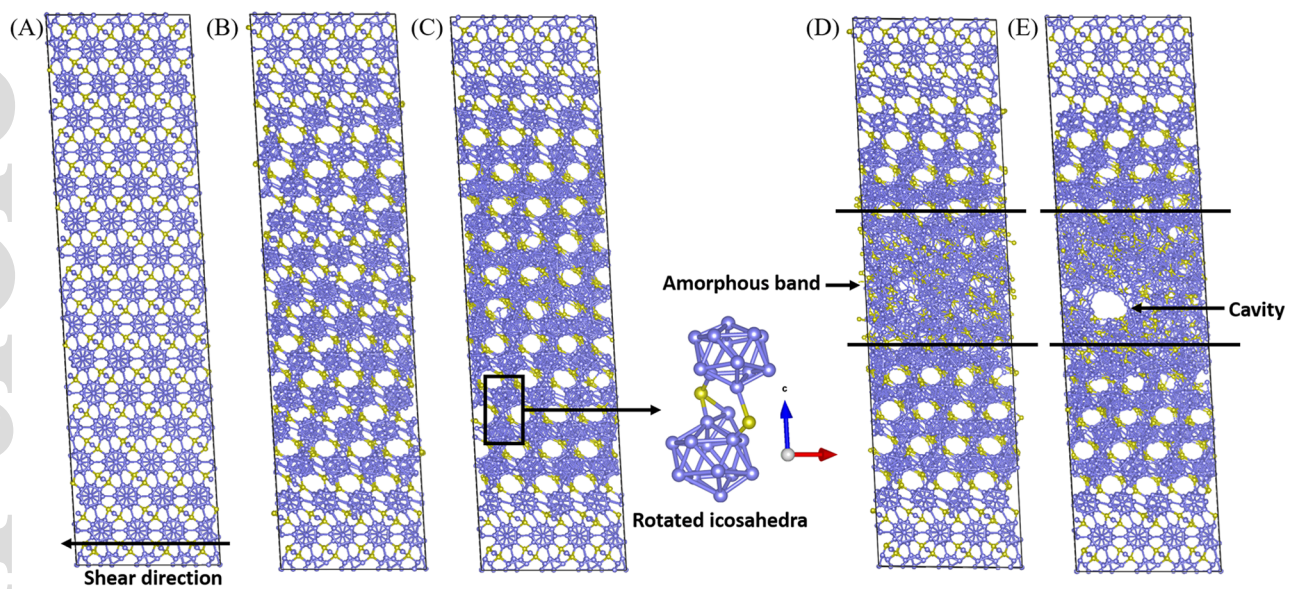 (A) (B) (C) (D) (E)
Amorphous band
Cavity
c
Rotated icosahedra
Shear direction